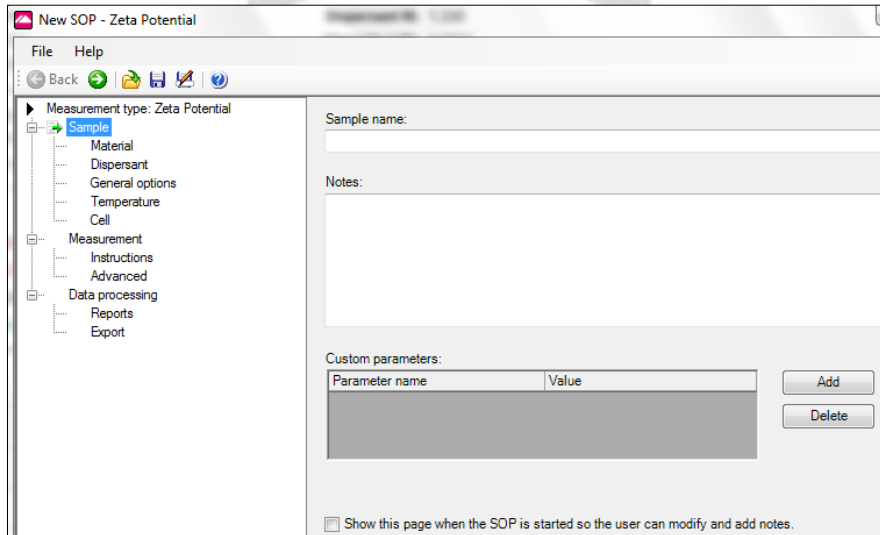 New SOP - Zeta Potential
File Help
Back
Measurement type: Zeta Potential
Sample
Material
Dispersant
General options
Temperature
Cell
Measurement
Instructions
Advanced
Data processing
Reports
Export
Sample name:
Notes:
Custom parameters:
Parameter name Value
Add
Delete
Show this page when the SOP is started so the user can modify and add notes.